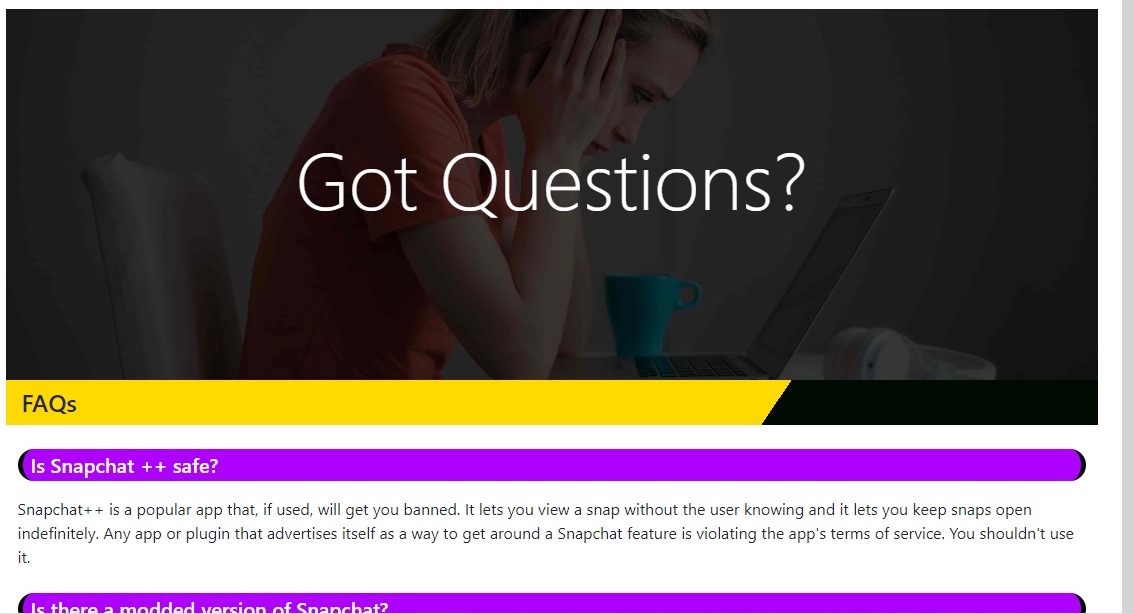 Got Questions?
FAQs
Is Snapchat ++ safe?
Snapchat++ is a popular app that, if used, will get you banned. It lets you view a snap without the user knowing and it lets you keep snaps open
indefinitely. Any app or plugin that advertises itself as a way to get around a Snapchat feature is violating the app's terms of service. You shouldn't use
it.
Is there a modded version of Snapchat?